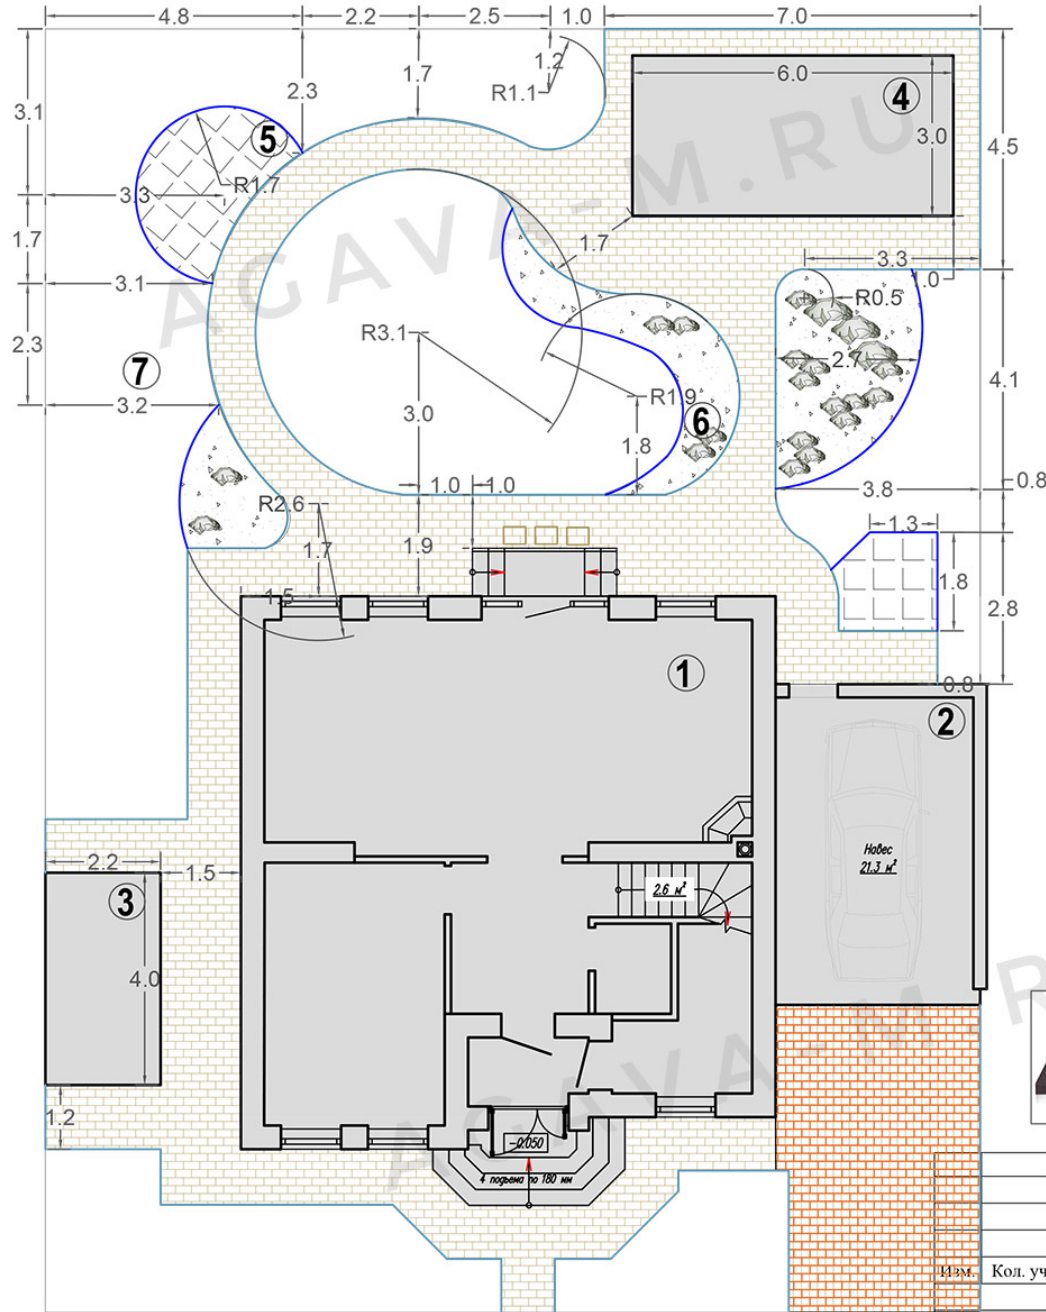 4.8 2.2 2.5 1.0 7.0
3.1 2.3 1.7 1.2 R1.1 6.0 4 3.0 4.5
5
3.3 R1.7
1.7 1.7 3.3
3.1 1.0 R0.5
2.3 R3.1 2.7 4.1
7
3.2 3.0 R1.9 6 1.8
1.0 1.0 3.8 0.8
R2.6 1.7 1.9 1.3
1.5 1.8 2.8
1 0.8
2
Навес
21.3 м²
2.2 1.5 2.6 м²
3
4.0
1.2
-0.050
4 подъема по 180 мм
Изм. Кол. уч
AGAVA-M.RU
AGAVA-M R